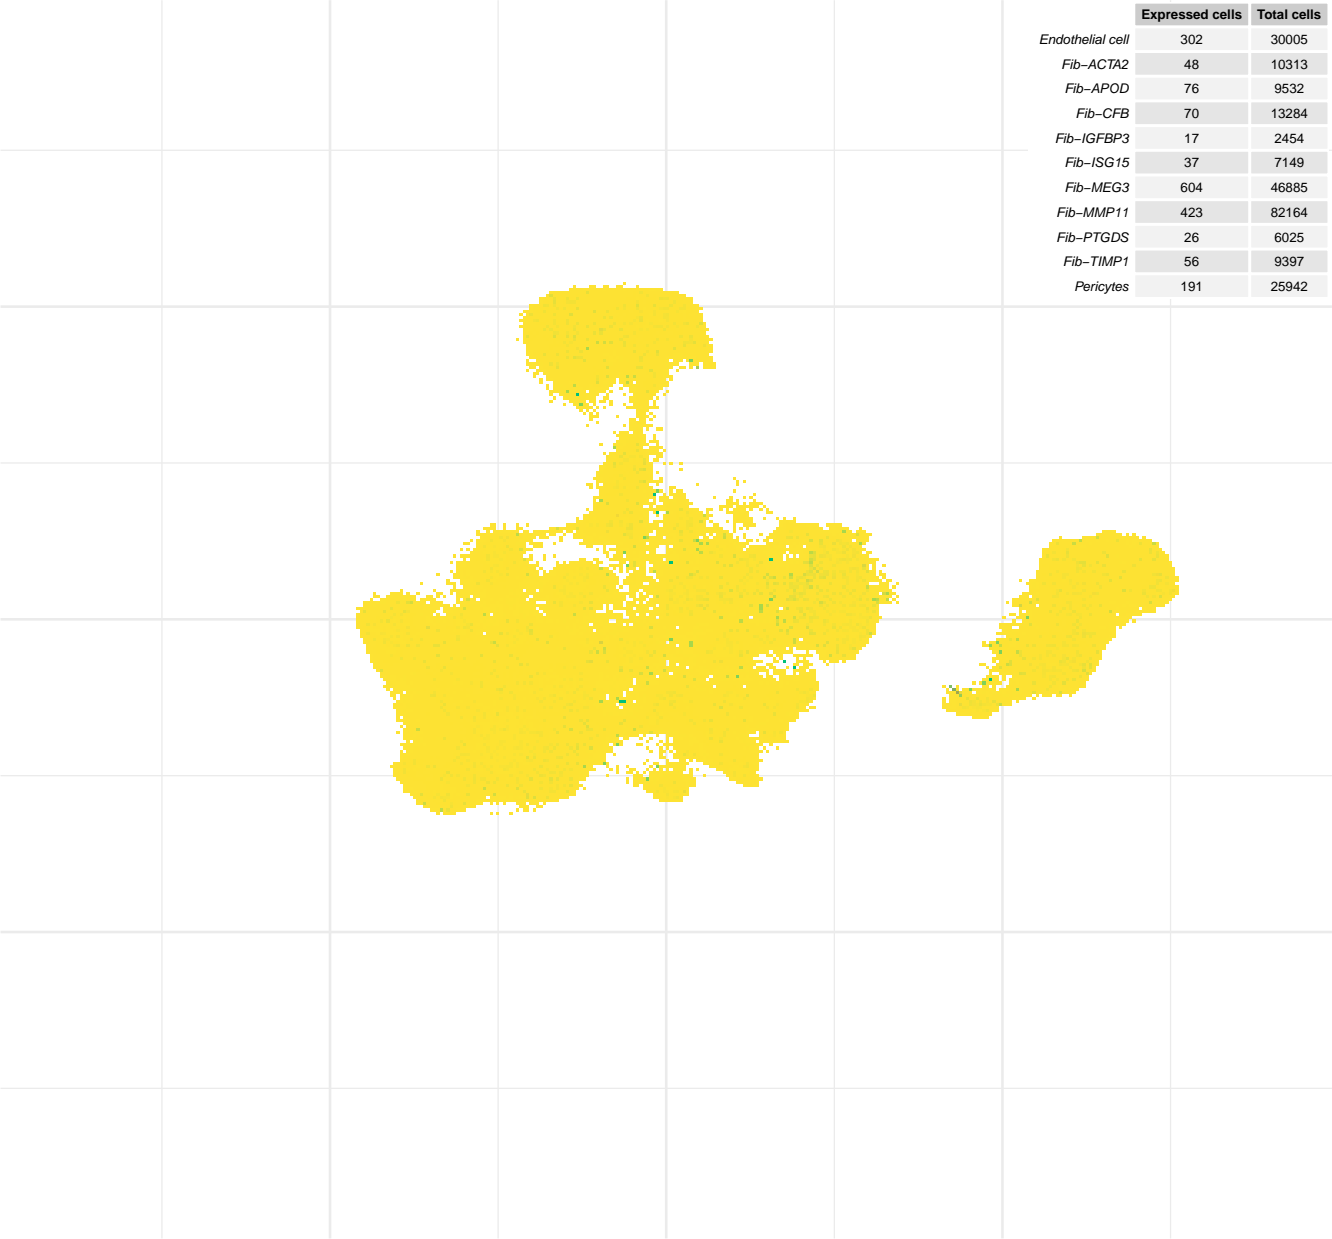 Expressed cells Total cells
Endothelial cell 302 30005
Fib−ACTA2 48 10313
Fib−APOD 76 9532
Fib−CFB 70 13284
Fib−IGFBP3 17 2454
Fib−ISG15 37 7149
Fib−MEG3 604 46885
Fib−MMP11 423 82164
Fib−PTGDS 26 6025
Fib−TIMP1 56 9397
Pericytes 191 25942